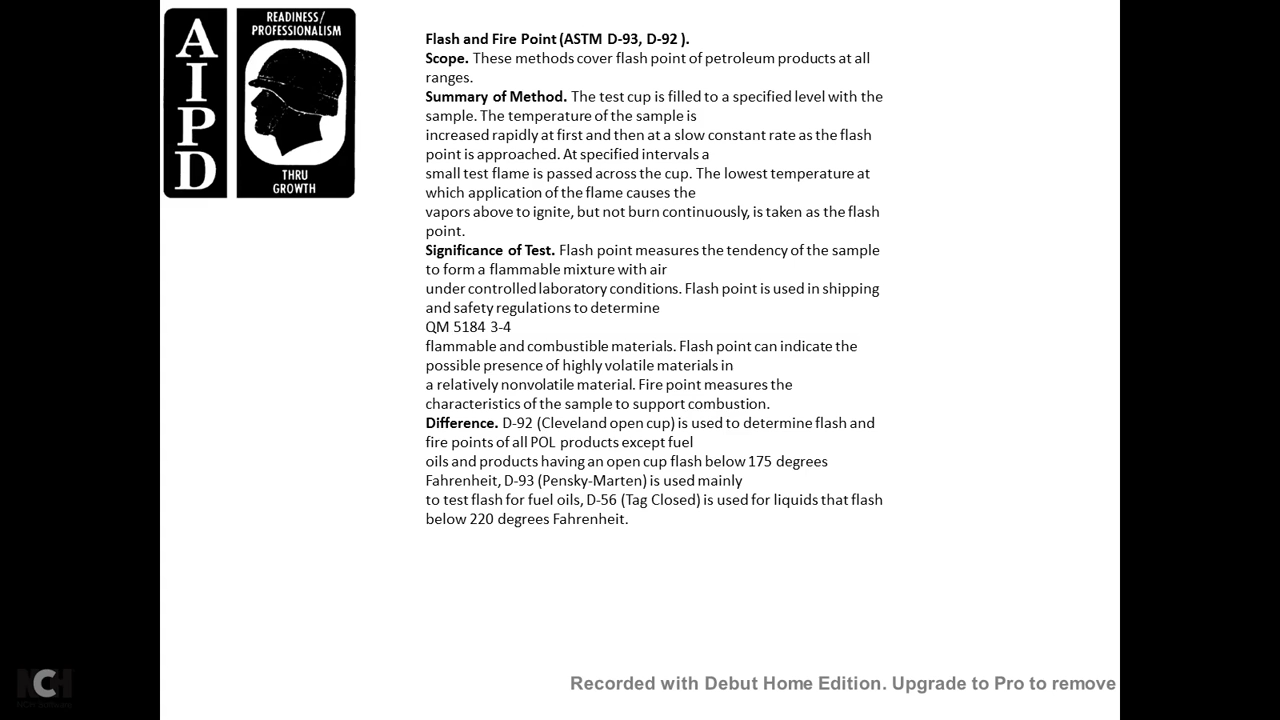 A
I
P
D
READINESS/
PROFESSIONALISM
THRU
GROWTH
Flash and Fire Point (ASTM D-93, D-92 ).
Scope. These methods cover flash point of petroleum products at all
ranges.
Summary of Method. The test cup is filled to a specified level with the
sample. The temperature of the sample is
increased rapidly at first and then at a slow constant rate as the flash
point is approached. At specified intervals a
small test flame is passed across the cup. The lowest temperature at
which application of the flame causes the
vapors above to ignite, but not burn continuously, is taken as the flash
point.
Significance of Test. Flash point measures the tendency of the sample
to form a flammable mixture with air
under controlled laboratory conditions. Flash point is used in shipping
and safety regulations to determine
QM 5184 3-4
flammable and combustible materials. Flash point can indicate the
possible presence of highly volatile materials in
a relatively nonvolatile material. Fire point measures the
characteristics of the sample to support combustion.
Difference. D-92 (Cleveland open cup) is used to determine flash and
fire points of all POL products except fuel
oils and products having an open cup flash below 175 degrees
Fahrenheit, D-93 (Pensky-Marten) is used mainly
to test flash for fuel oils, D-56 (Tag Closed) is used for liquids that flash
below 220 degrees Fahrenheit.
NCH
Recorded with Debut Home Edition. Upgrade to Pro to remove